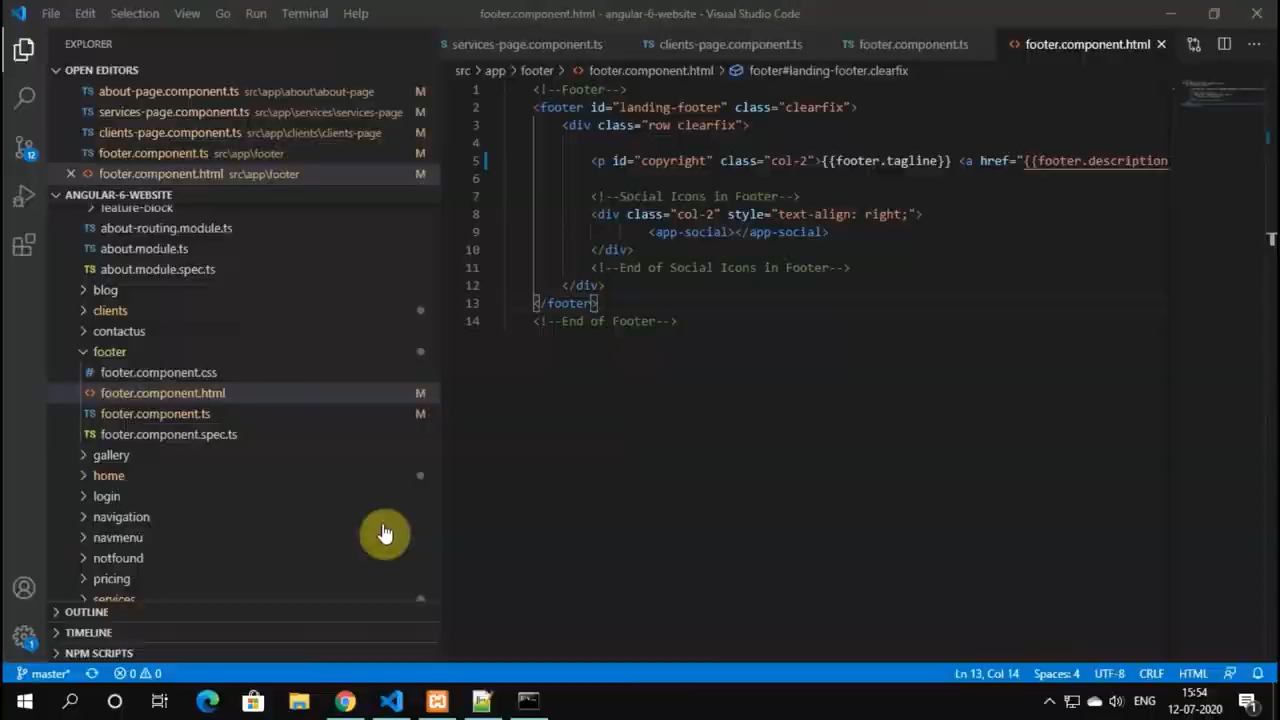 File Edit Selection View Go Run Terminal Help
footer.component.html - angular-6-website - Visual Studio Code
EXPLORER
OPEN EDITORS
about-page.component.ts src\app\about\about-page M
services-page.component.ts src\app\services\services-page M
clients-page.component.ts src\app\clients\clients-page M
footer.component.ts src\app\footer M
footer.component.html src\app\footer M
ANGULAR-6-WEBSITE
feature-block
about-routing.module.ts
about.module.ts
about.module.spec.ts
blog
clients
contactus
footer
# footer.component.css
<> footer.component.html M
TS footer.component.ts M
TS footer.component.spec.ts
gallery
home
login
navigation
navmenu
notfound
pricing
services
OUTLINE
TIMELINE
NPM SCRIPTS
services-page.component.ts clients-page.component.ts footer.component.ts footer.component.html
src > app > footer > footer.component.html > footer#landing-footer.clearfix
1 <!--Footer-->
2 <footer id="landing-footer" class="clearfix">
3 <div class="row clearfix">
4
5 <p id="copyright" class="col-2">{{footer.tagline}} <a href="{{footer.description
6
7 <!--Social Icons in Footer-->
8 <div class="col-2" style="text-align: right;">
9 <app-social></app-social>
10 </div>
11 <!--End of Social Icons in Footer-->
12 </div>
13 </footer>
14 <!--End of Footer-->
12
1
master* 0 0 Ln 13, Col 14 Spaces: 4 UTF-8 CRLF HTML
ENG
15:54
12-07-2020
1